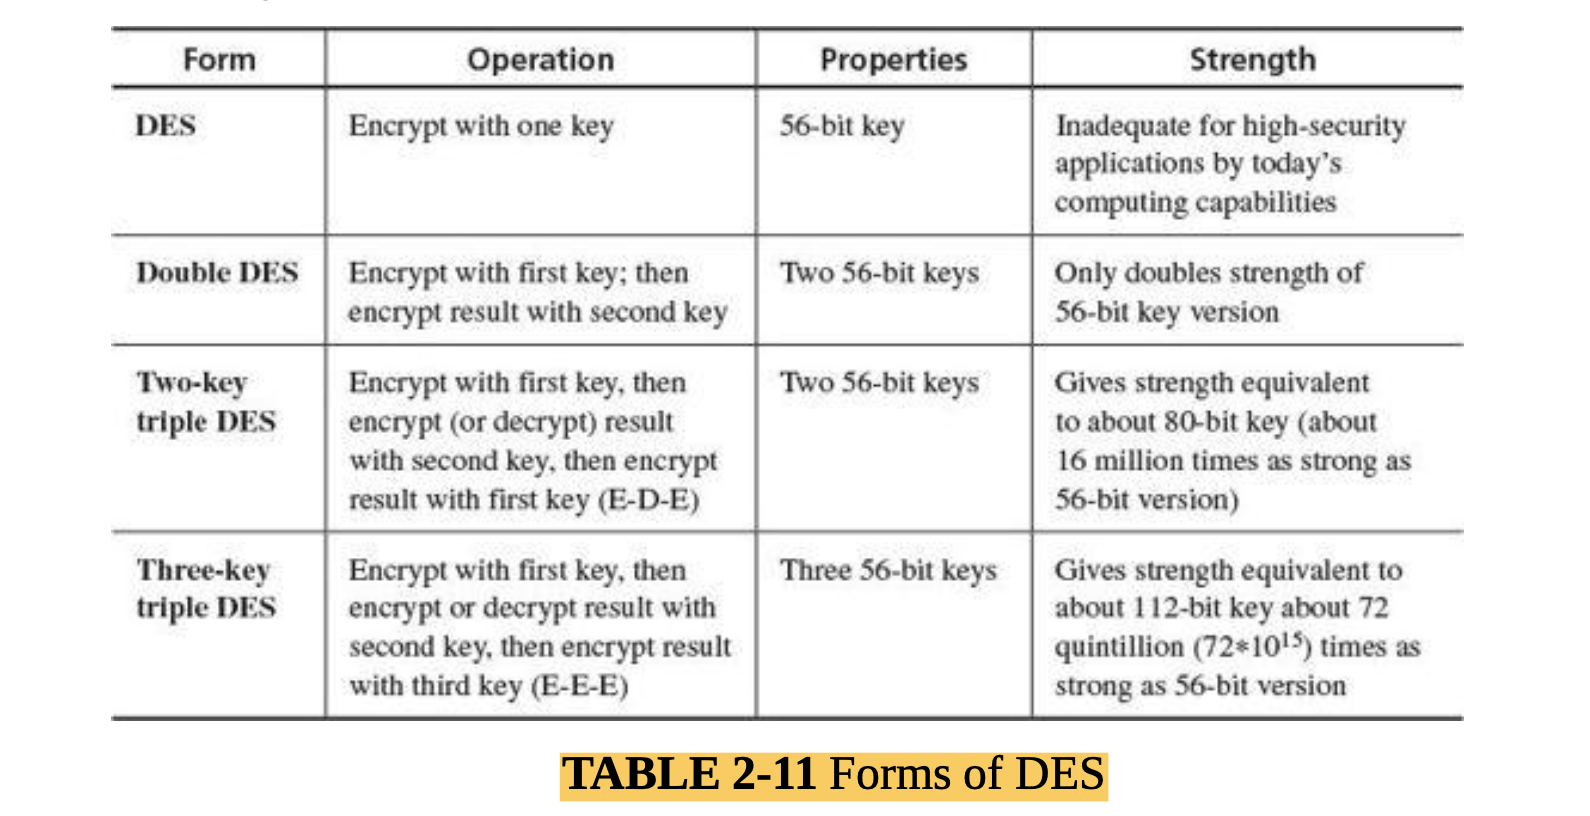 Form Operation Properties Strength
DES Encrypt with one key 56-bit key Inadequate for high-security
applications by today's
computing capabilities
Double DES Encrypt with first key; then Two 56-bit keys Only doubles strength of
encrypt result with second key 56-bit key version
Two-key Encrypt with first key, then Two 56-bit keys Gives strength equivalent
triple DES encrypt (or decrypt) result to about 80-bit key (about
with second key, then encrypt 16 million times as strong as
result with first key (E-D-E) 56-bit version)
Three-key Encrypt with first key, then Three 56-bit keys Gives strength equivalent to
triple DES encrypt or decrypt result with about 112-bit key about 72
second key, then encrypt result quintillion (72*10¹⁵) times as
with third key (E-E-E) strong as 56-bit version
TABLE 2-11 Forms of DES